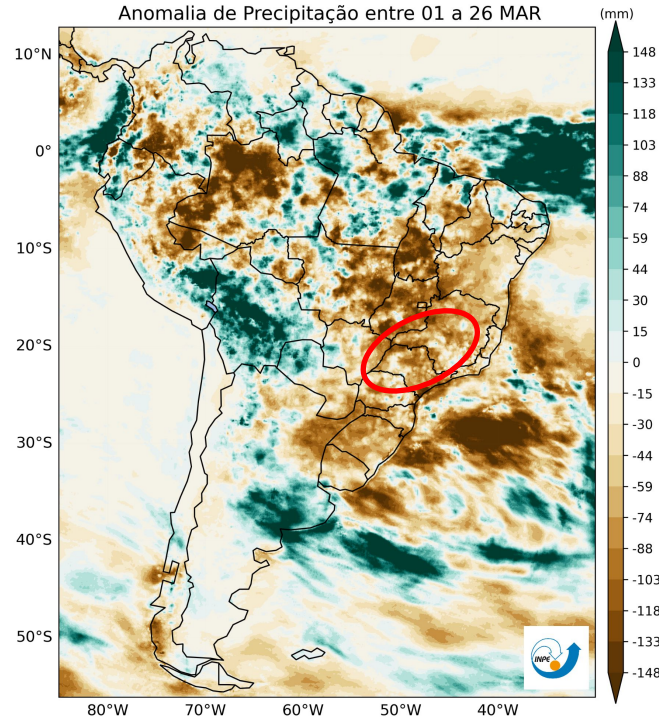 Anomalia de Precipitação entre 01 a 26 MAR
(mm)
10°N
0°
10°S
20°S
30°S
40°S
50°S
80°W 70°W 60°W 50°W 40°W
148
133
118
103
88
74
59
44
30
15
0
-15
-30
-44
-59
-74
-88
-103
-118
-133
-148
INPE